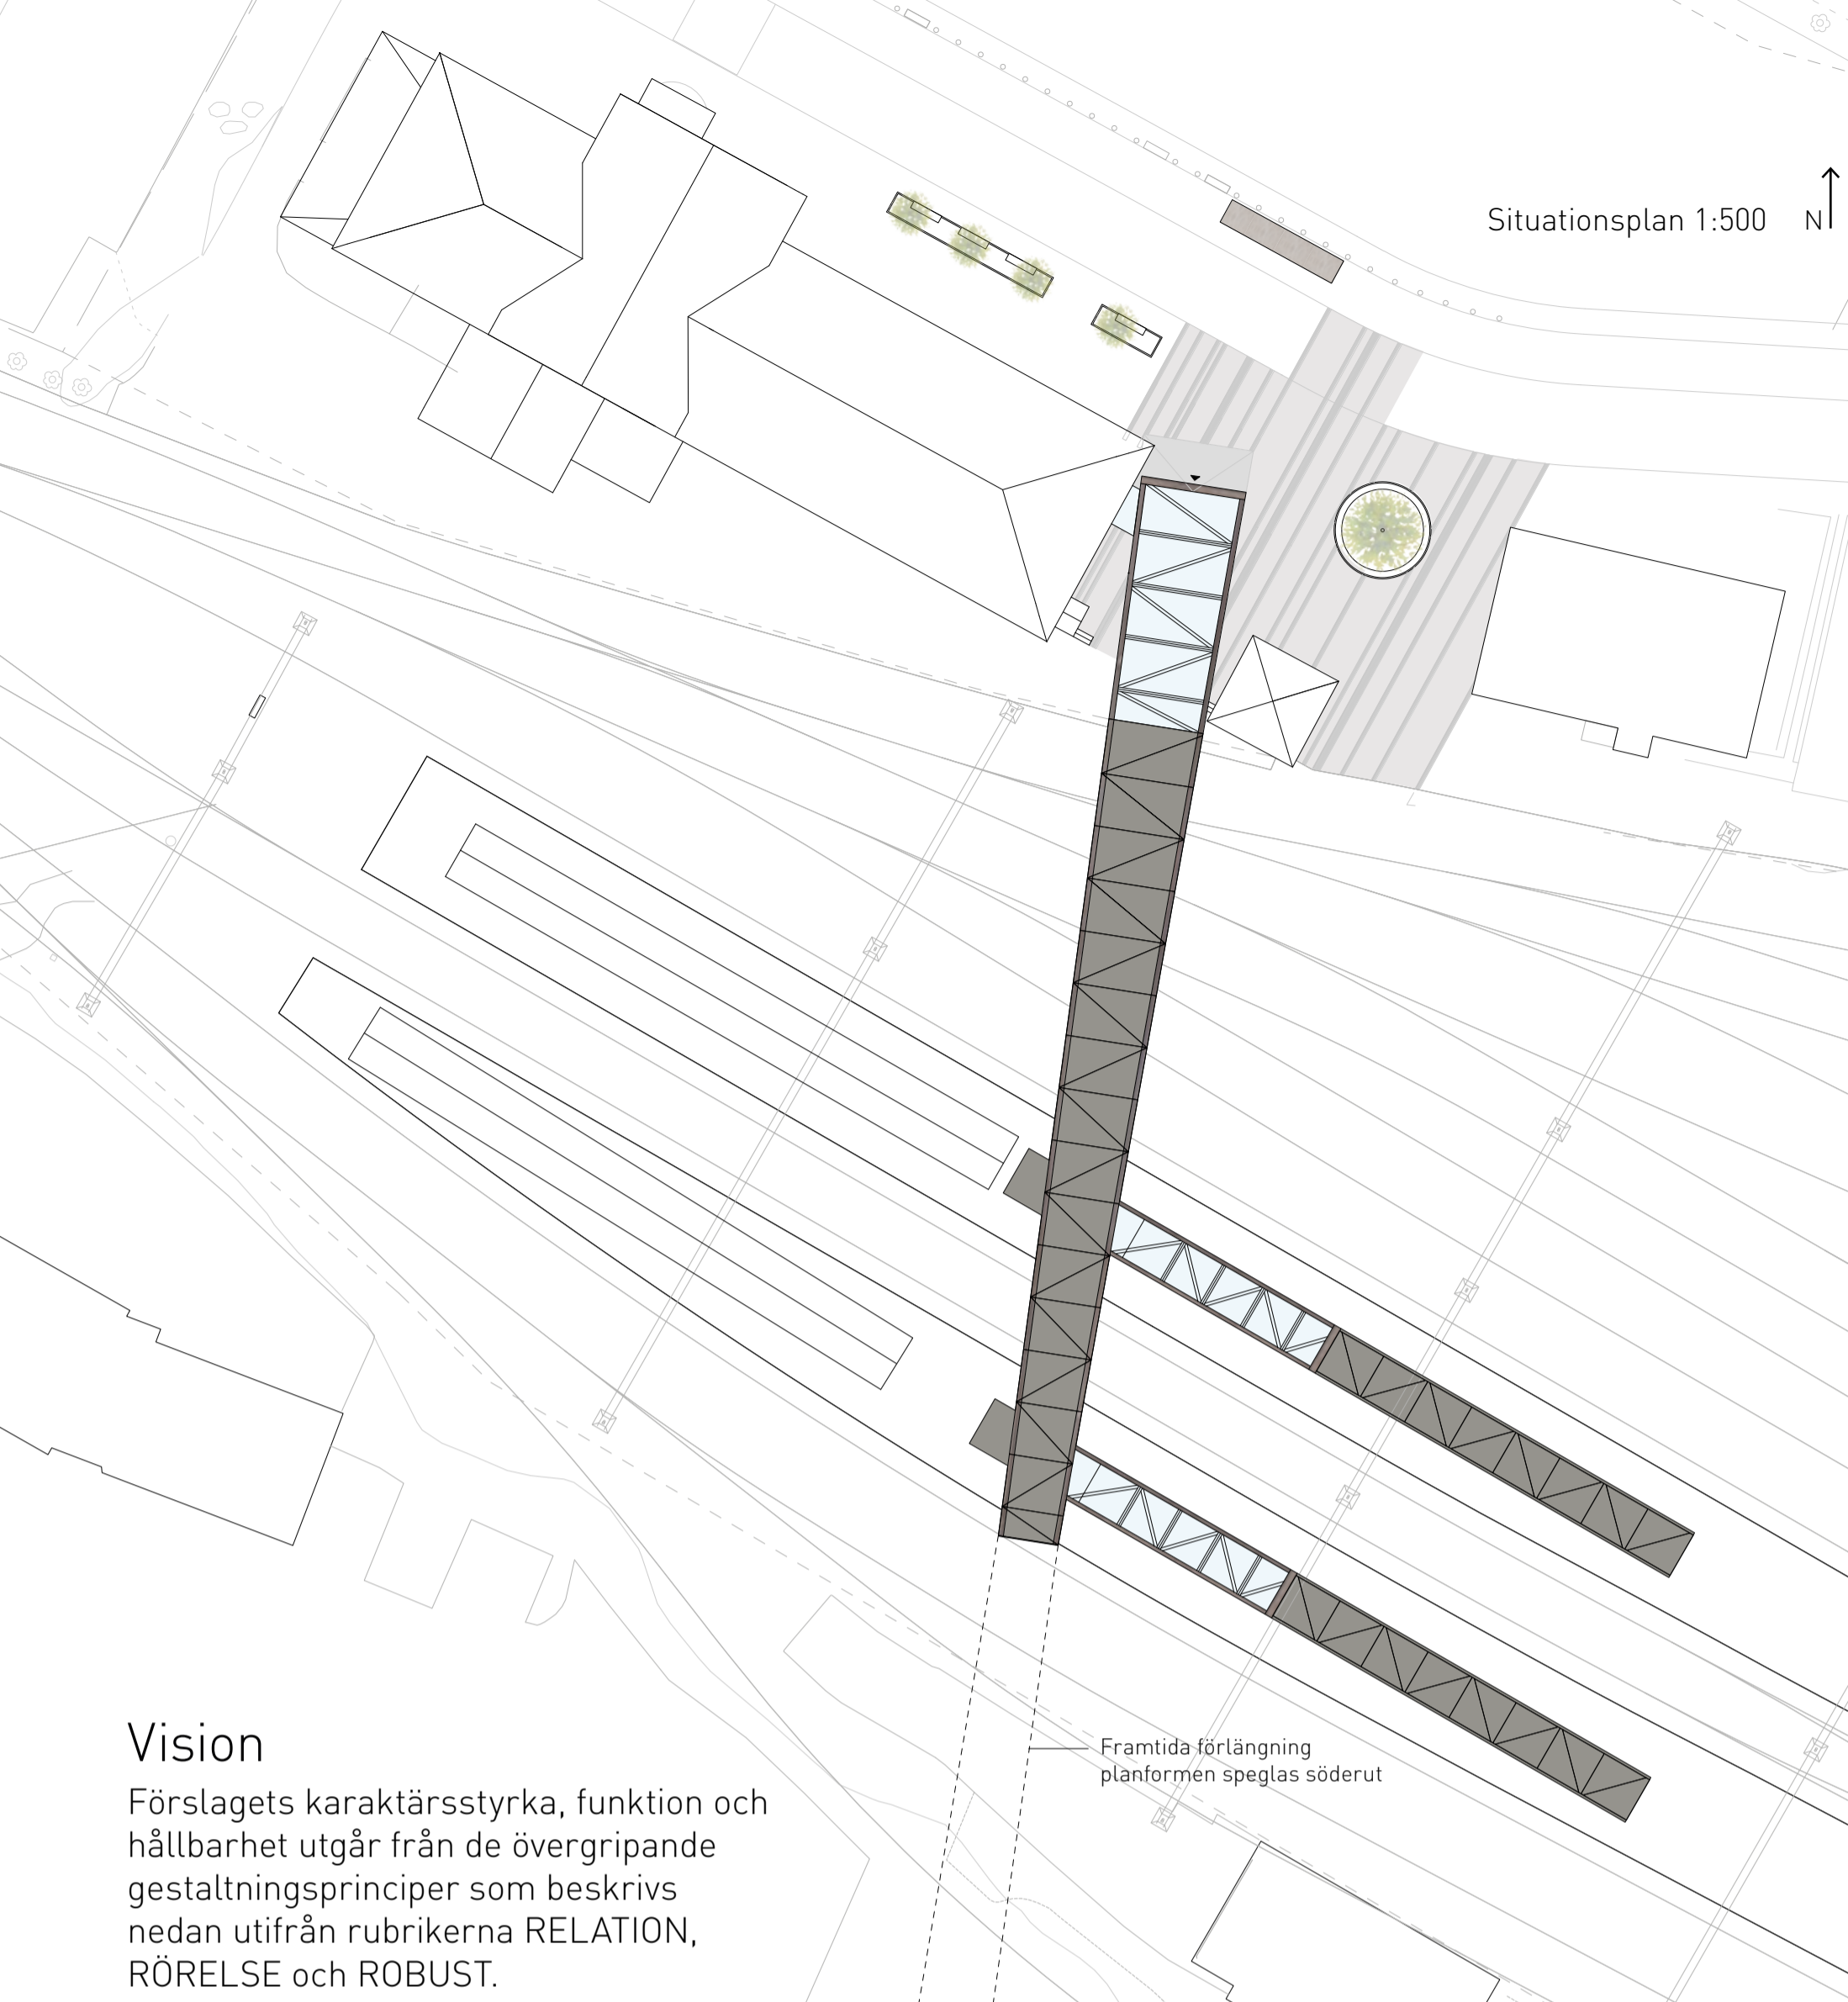 Situationsplan 1:500
N
Framtida förlängning
planformen speglas söderut
Vision
Förslagets karaktärsstyrka, funktion och
hållbarhet utgår från de övergripande
gestaltningsprinciper som beskrivs
nedan utifrån rubrikerna RELATION,
RÖRELSE och ROBUST.